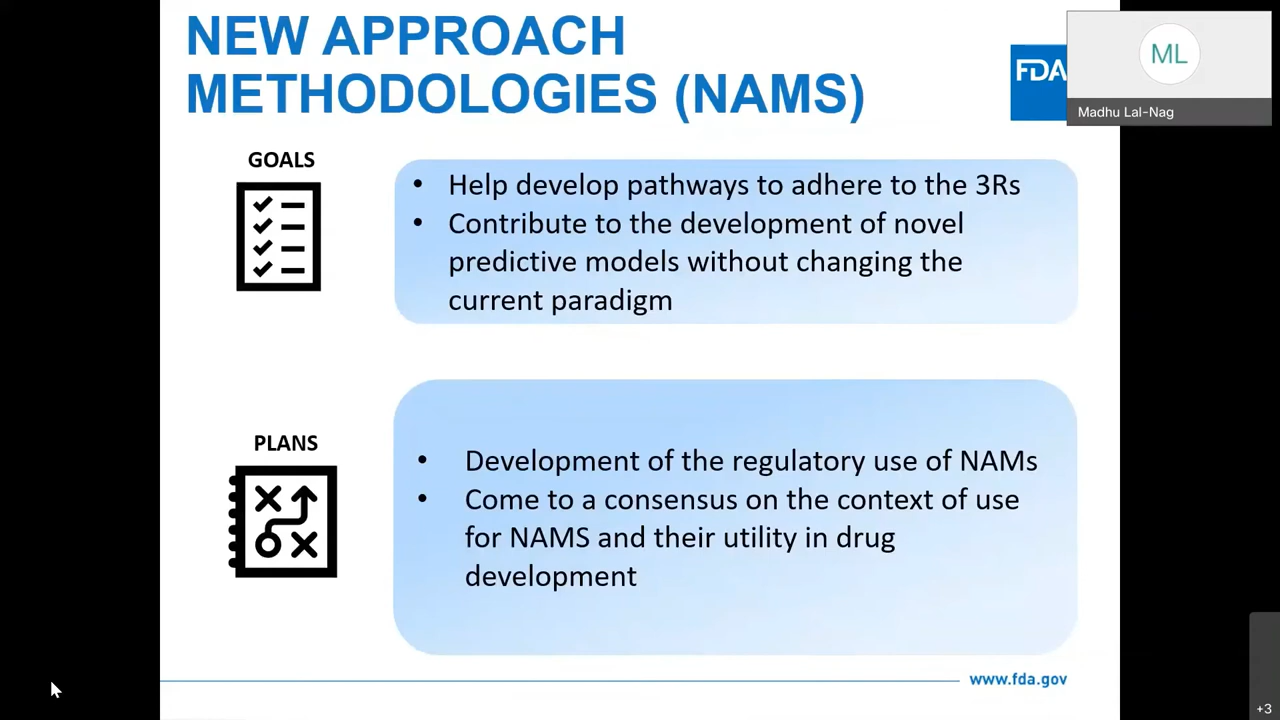 NEW APPROACH
METHODOLOGIES (NAMS)
FDA
ML
Madhu Lal-Nag
GOALS
• Help develop pathways to adhere to the 3Rs
• Contribute to the development of novel
predictive models without changing the
current paradigm
PLANS
• Development of the regulatory use of NAMs
• Come to a consensus on the context of use
for NAMS and their utility in drug
development
www.fda.gov
+3